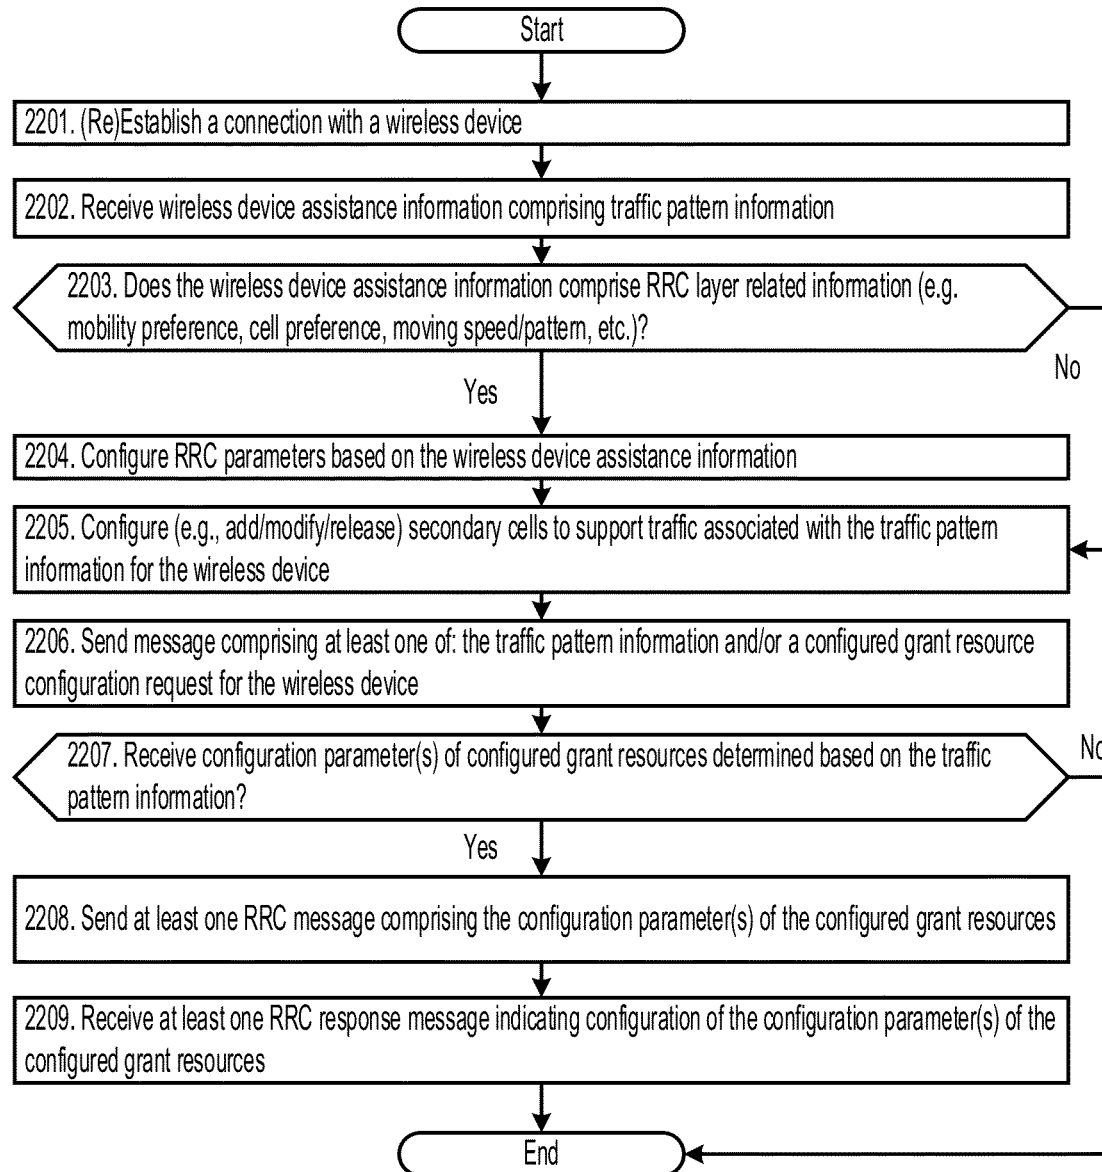 Start
2201. (Re)Establish a connection with a wireless device
2202. Receive wireless device assistance information comprising traffic pattern information
2203. Does the wireless device assistance information comprise RRC layer related information (e.g.
mobility preference, cell preference, moving speed/pattern, etc.)?
No
Yes
2204. Configure RRC parameters based on the wireless device assistance information
2205. Configure (e.g., add/modify/release) secondary cells to support traffic associated with the traffic pattern
information for the wireless device
2206. Send message comprising at least one of: the traffic pattern information and/or a configured grant resource
configuration request for the wireless device
2207. Receive configuration parameter(s) of configured grant resources determined based on the traffic
pattern information?
No
Yes
2208. Send at least one RRC message comprising the configuration parameter(s) of the configured grant resources
2209. Receive at least one RRC response message indicating configuration of the configuration parameter(s) of the
configured grant resources
End